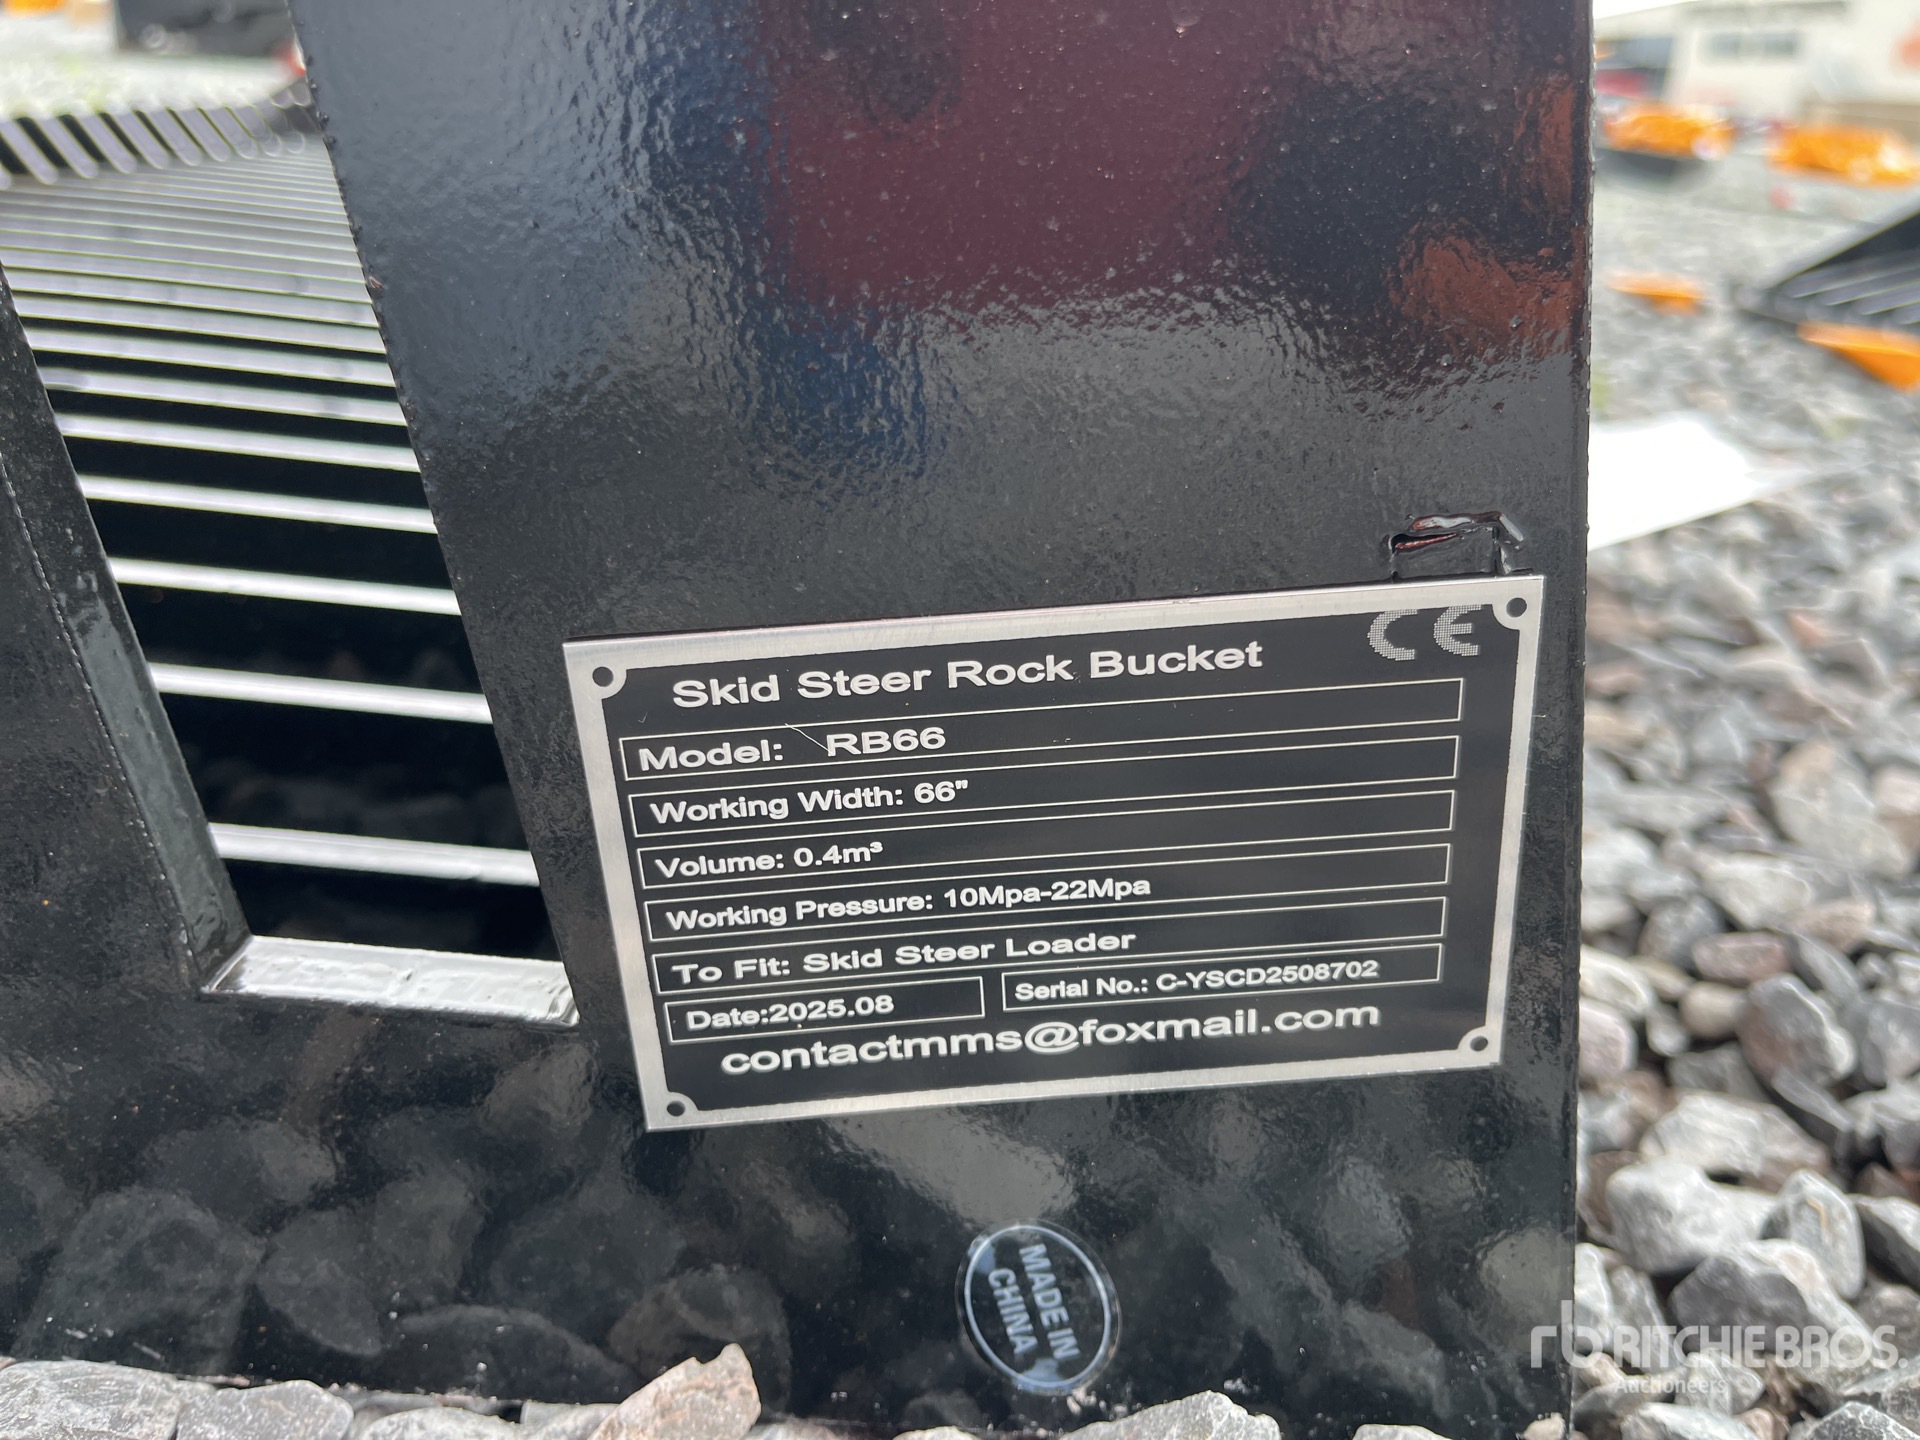 CE
Skid Steer Rock Bucket
Model: RB66
Working Width: 66"
Volume: 0.4m³
Working Pressure: 10Mpa-22Mpa
To Fit: Skid Steer Loader
Date:2025.08 Serial No.: C-YSCD2508702
contactmms@foxmail.com
MADE IN
CHINA
rb RITCHIE BROS.
Auctioneers